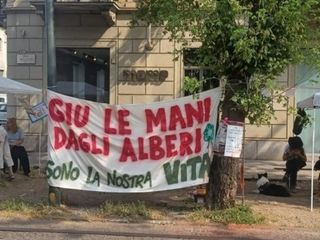 GIU LE MANI
DAGLI ALBERI
SONO LA NOSTRA VITA